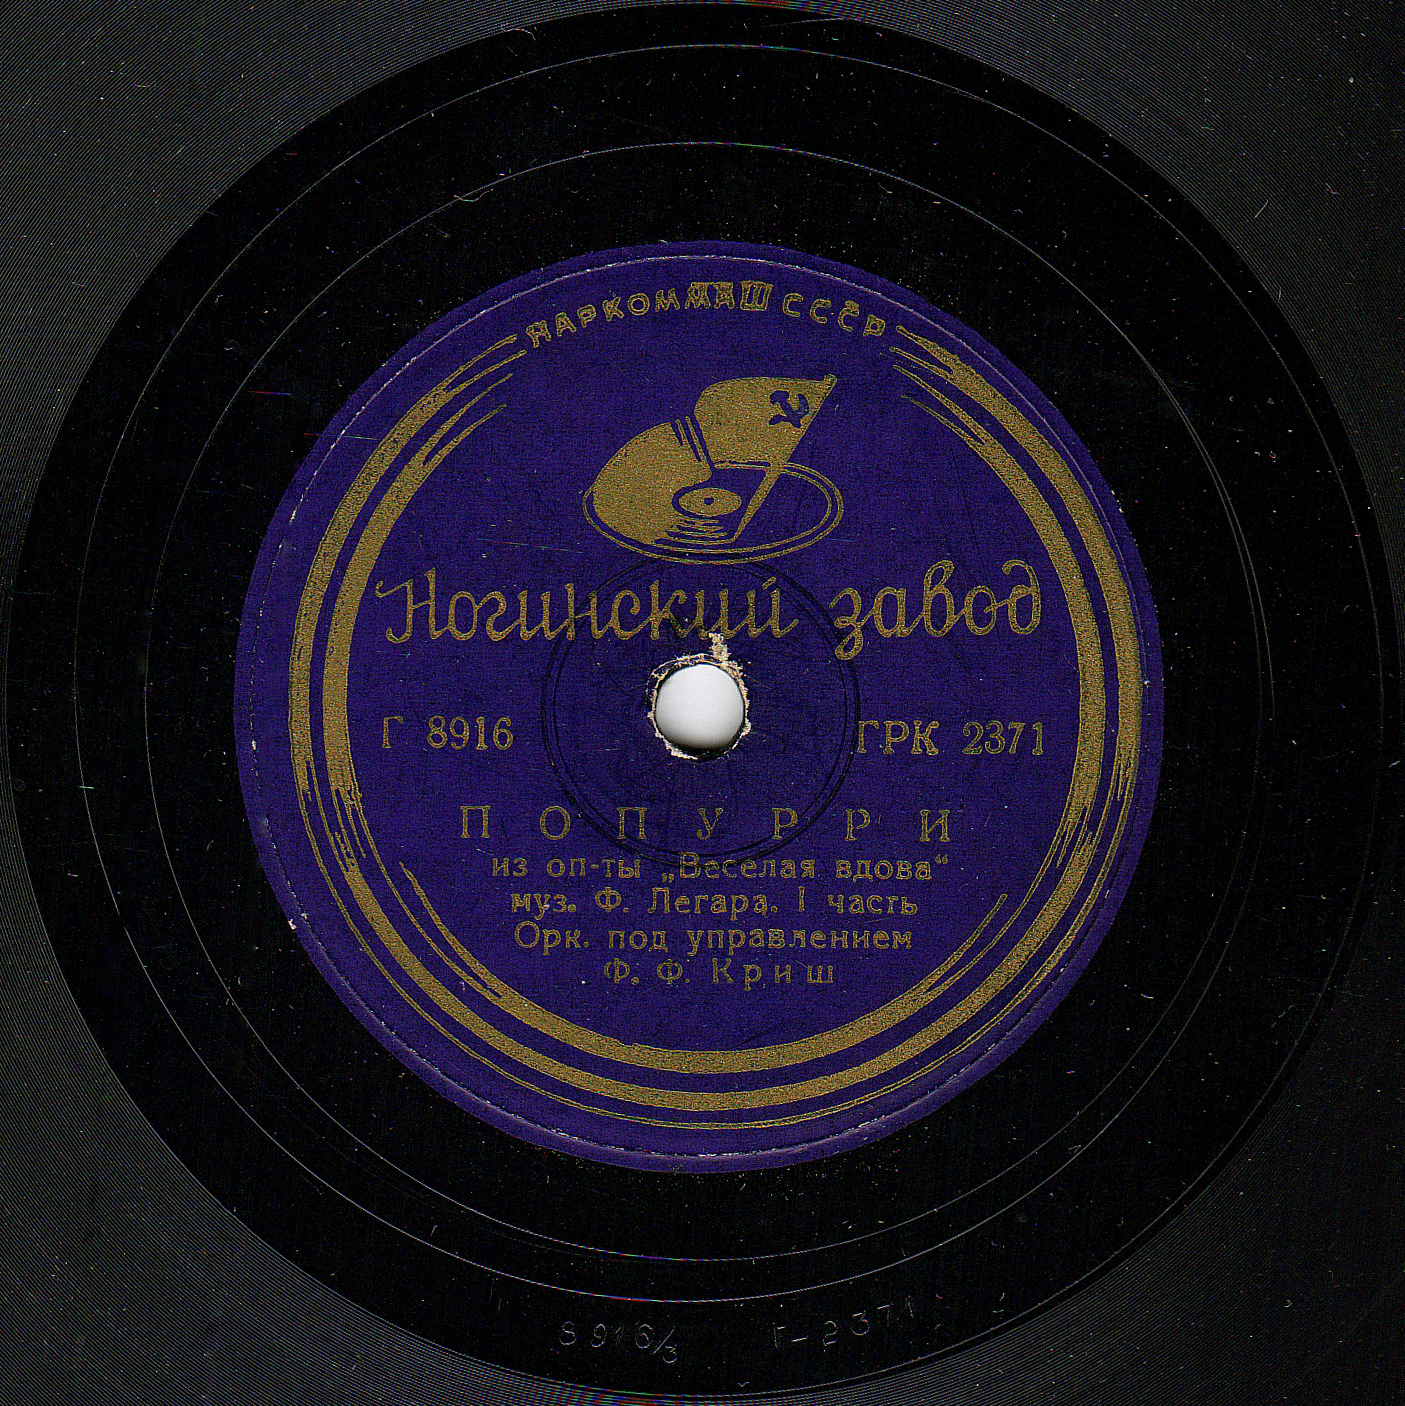 НАРКОММАШ СССР
Ногинский завод
Г 8916 ГРК 2371
ПОПУРРИ
из оп-ты „Веселая вдова“
муз. Ф. Легара. I часть
Орк. под управлением
Ф. Ф. Криш
8916/3 Г-2371